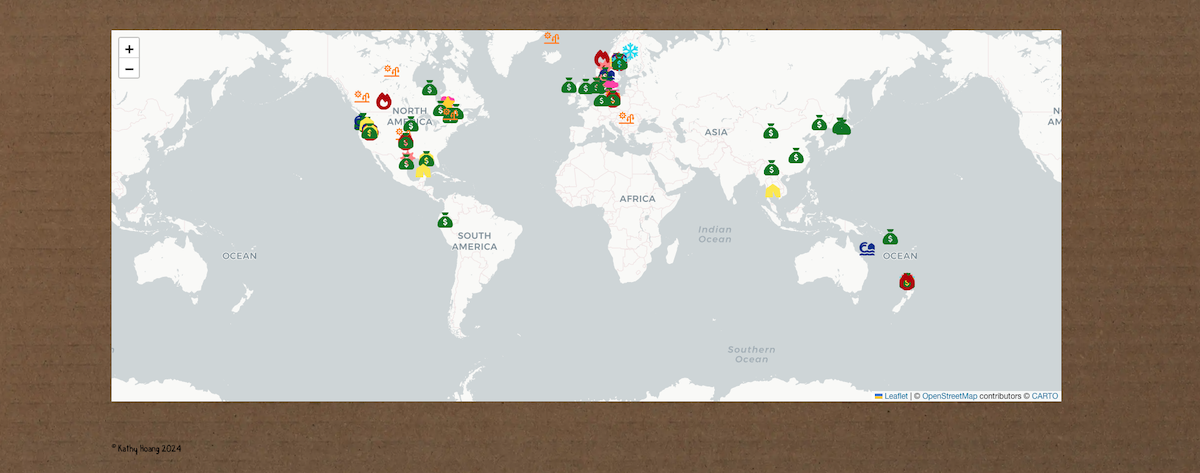 +
−
NORTH
AMERICA
ASIA
N
AM
AFRICA
SOUTH
AMERICA
Indian
Ocean
OCEAN
OCEAN
Southern
Ocean
Leaflet | © OpenStreetMap contributors © CARTO
© Kathy Hoang 2024